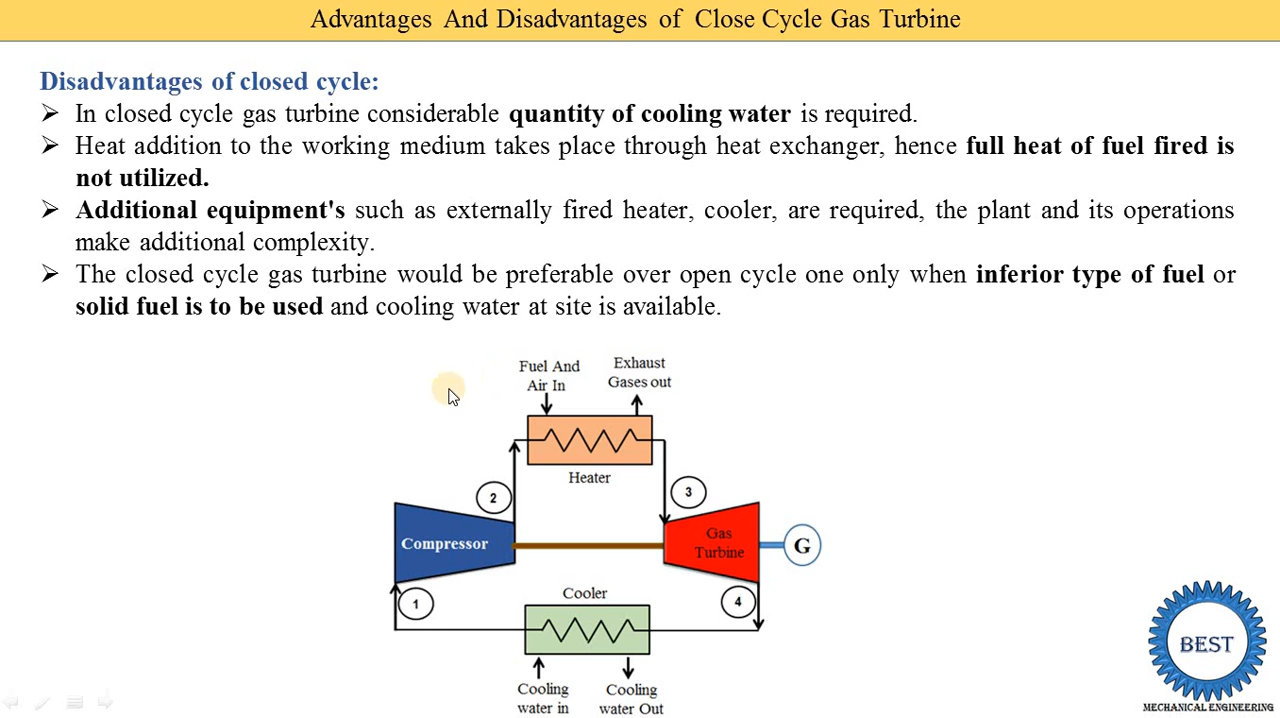 Advantages And Disadvantages of Close Cycle Gas Turbine
Disadvantages of closed cycle:
➢ In closed cycle gas turbine considerable quantity of cooling water is required.
➢ Heat addition to the working medium takes place through heat exchanger, hence full heat of fuel fired is
not utilized.
➢ Additional equipment's such as externally fired heater, cooler, are required, the plant and its operations
make additional complexity.
➢ The closed cycle gas turbine would be preferable over open cycle one only when inferior type of fuel or
solid fuel is to be used and cooling water at site is available.
Fuel And
Air In
Exhaust
Gases out
Heater
2
3
Compressor
Gas
Turbine
G
1
Cooler
4
Cooling
water in
Cooling
water Out
BEST
MECHANICAL ENGINEERING